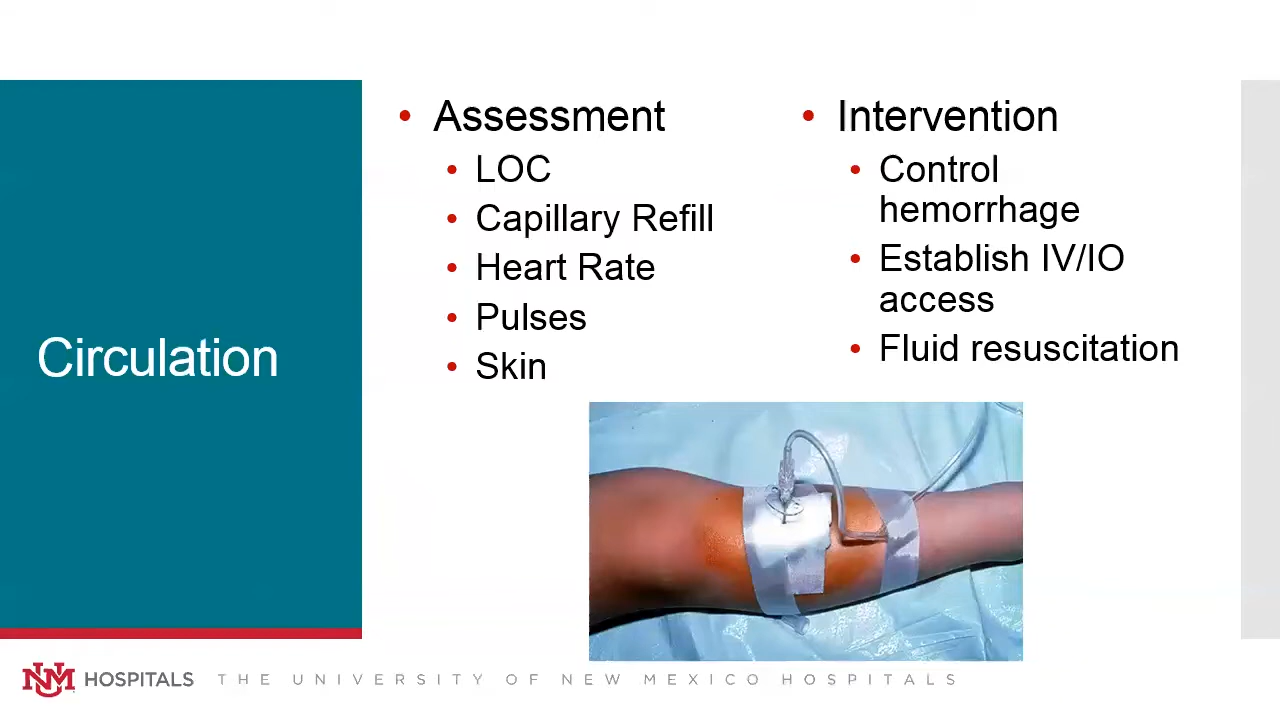 Circulation
• Assessment
• LOC
• Capillary Refill
• Heart Rate
• Pulses
• Skin
• Intervention
• Control
hemorrhage
• Establish IV/IO
access
• Fluid resuscitation
UNM HOSPITALS THE UNIVERSITY OF NEW MEXICO HOSPITALS